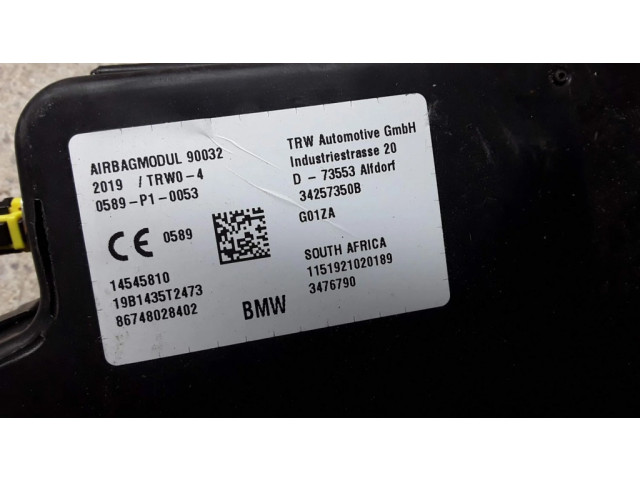 AIRBAGMODUL 90032
2019 / TRW0-4
0589-P1-0053
CE 0589
14545810
19B1435T2473
86748028402
BMW
TRW Automotive GmbH
Industriestrasse 20
D - 73553 Alfdorf
34257350B
G01ZA
SOUTH AFRICA
1151921020189
3476790